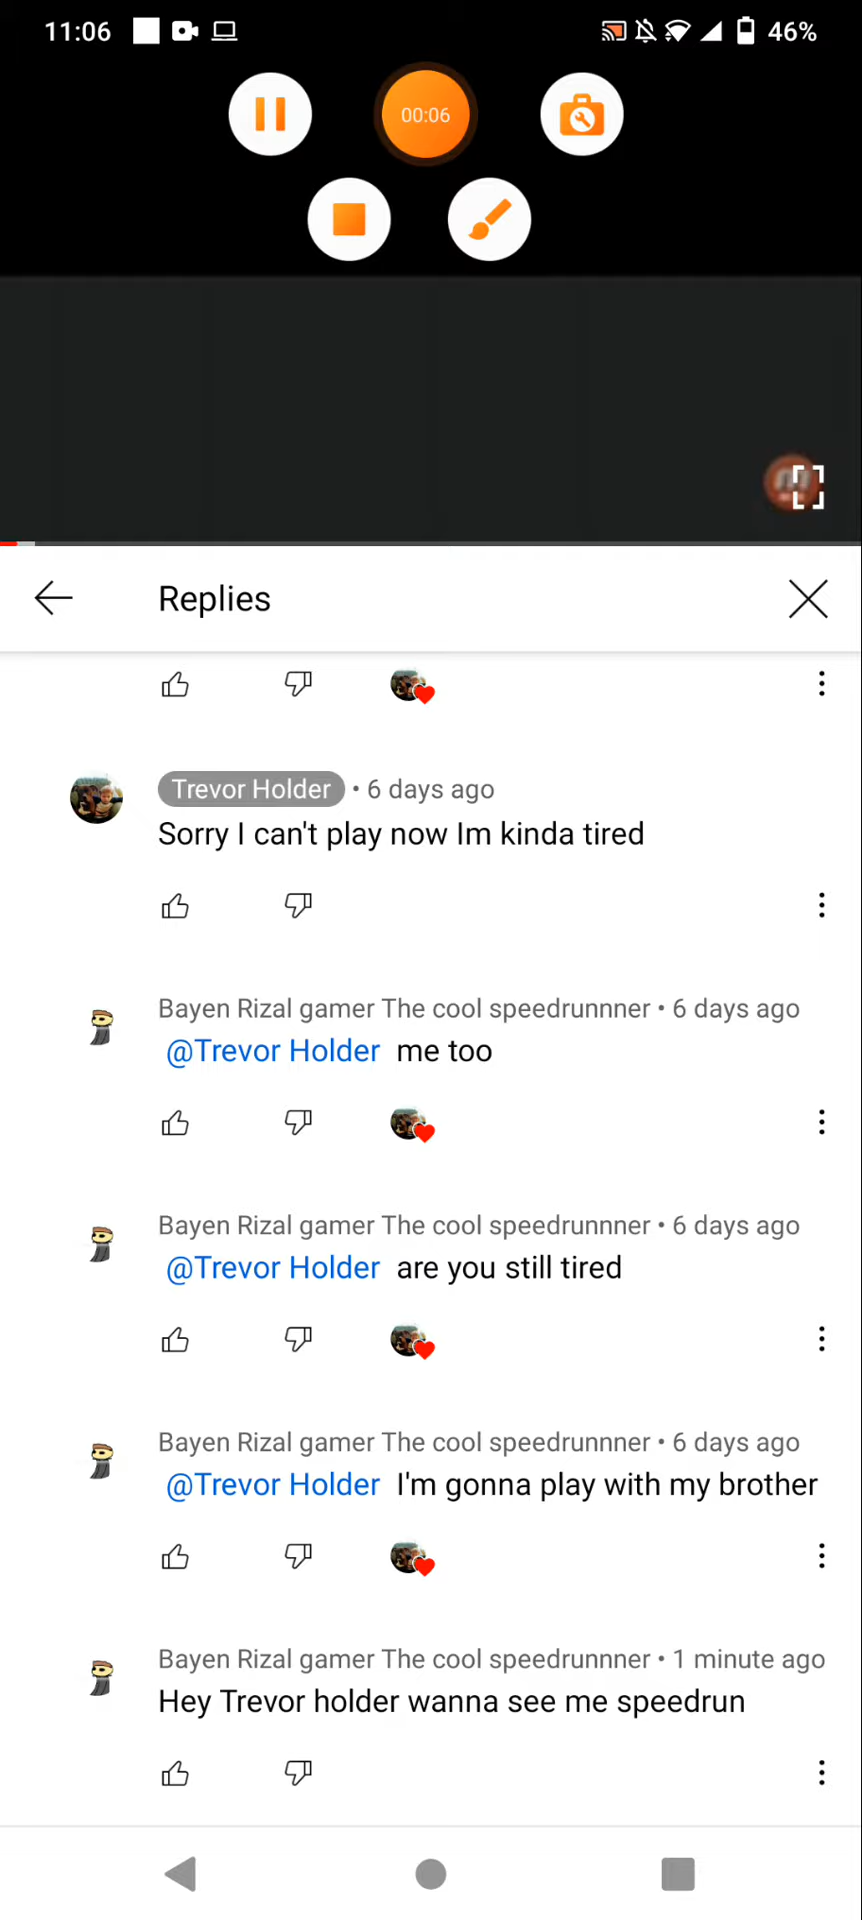 11:06
46%
00:06
Replies
Trevor Holder • 6 days ago
Sorry I can't play now Im kinda tired
Bayen Rizal gamer The cool speedrunnner • 6 days ago
@Trevor Holder me too
Bayen Rizal gamer The cool speedrunnner • 6 days ago
@Trevor Holder are you still tired
Bayen Rizal gamer The cool speedrunnner • 6 days ago
@Trevor Holder I'm gonna play with my brother
Bayen Rizal gamer The cool speedrunnner • 1 minute ago
Hey Trevor holder wanna see me speedrun